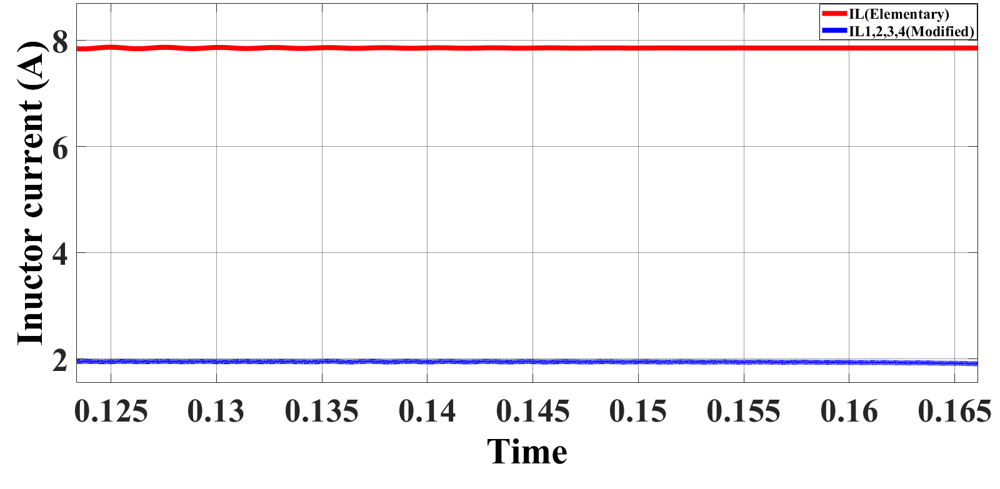 IL(Elementary)
IL1,2,3,4(Modified)
Inuctor current (A)
8
6
4
2
0.125 0.13 0.135 0.14 0.145 0.15 0.155 0.16 0.165
Time